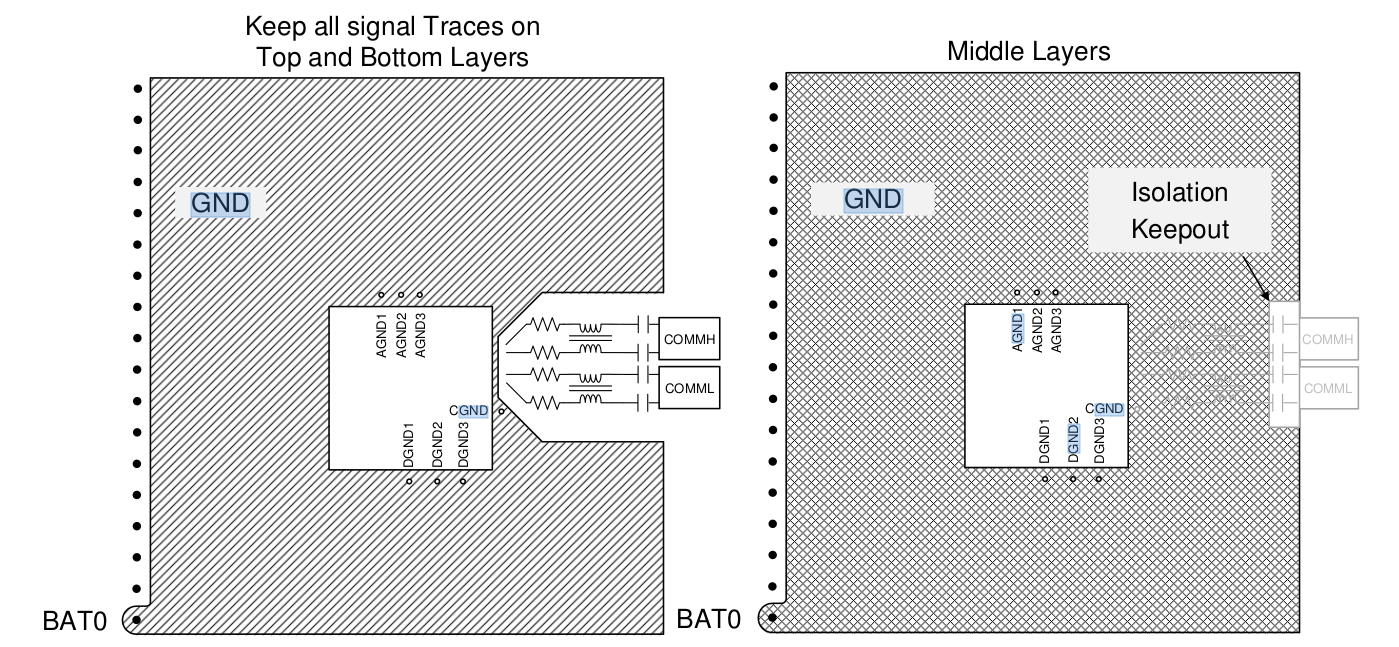 Keep all signal Traces on
Top and Bottom Layers
GND
AGND1
AGND2
AGND3
CGND
DGND1
DGND2
DGND3
COMMH
COMML
BAT0
Middle Layers
GND
Isolation
Keepout
AGND1
AGND2
AGND3
CGND
DGND1
DGND2
DGND3
COMMH
COMML
BAT0